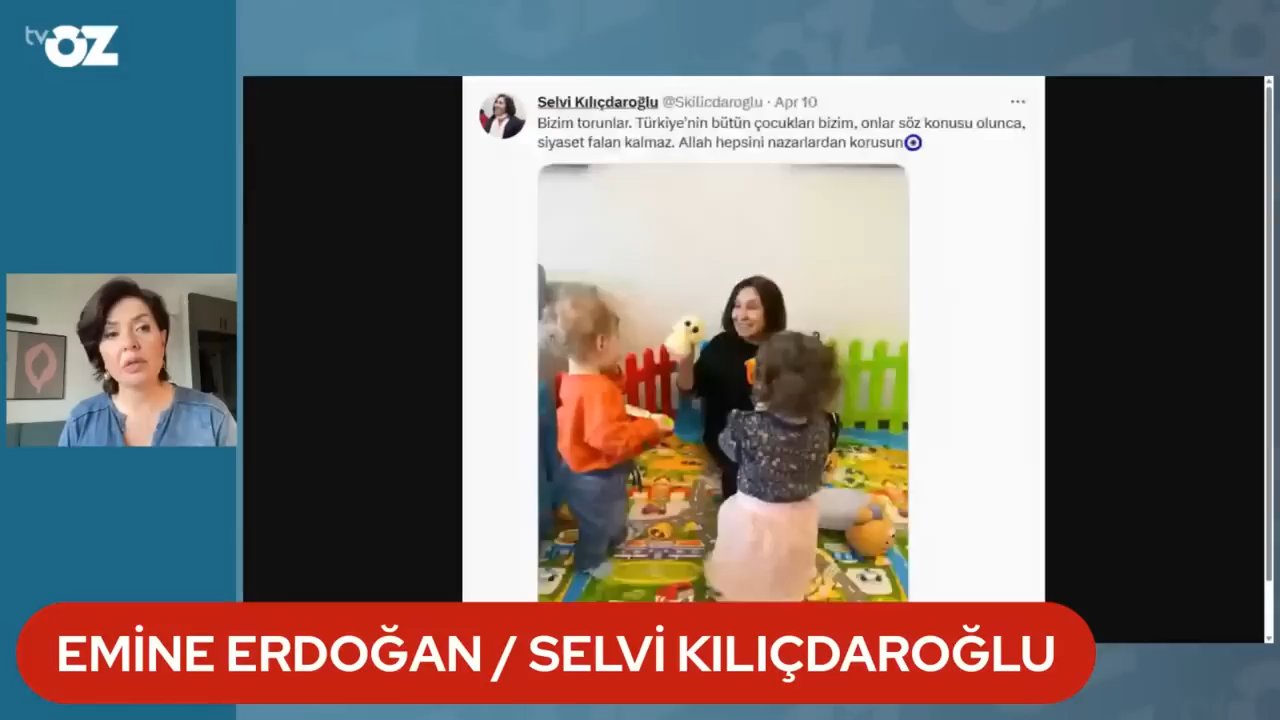 tvÖZ
Selvi Kılıçdaroğlu @Skilicdaroglu · Apr 10
Bizim torunlar. Türkiye'nin bütün çocukları bizim, onlar söz konusu olunca,
siyaset falan kalmaz. Allah hepsini nazarlardan korusun🧿
EMİNE ERDOĞAN / SELVİ KILIÇDAROĞLU